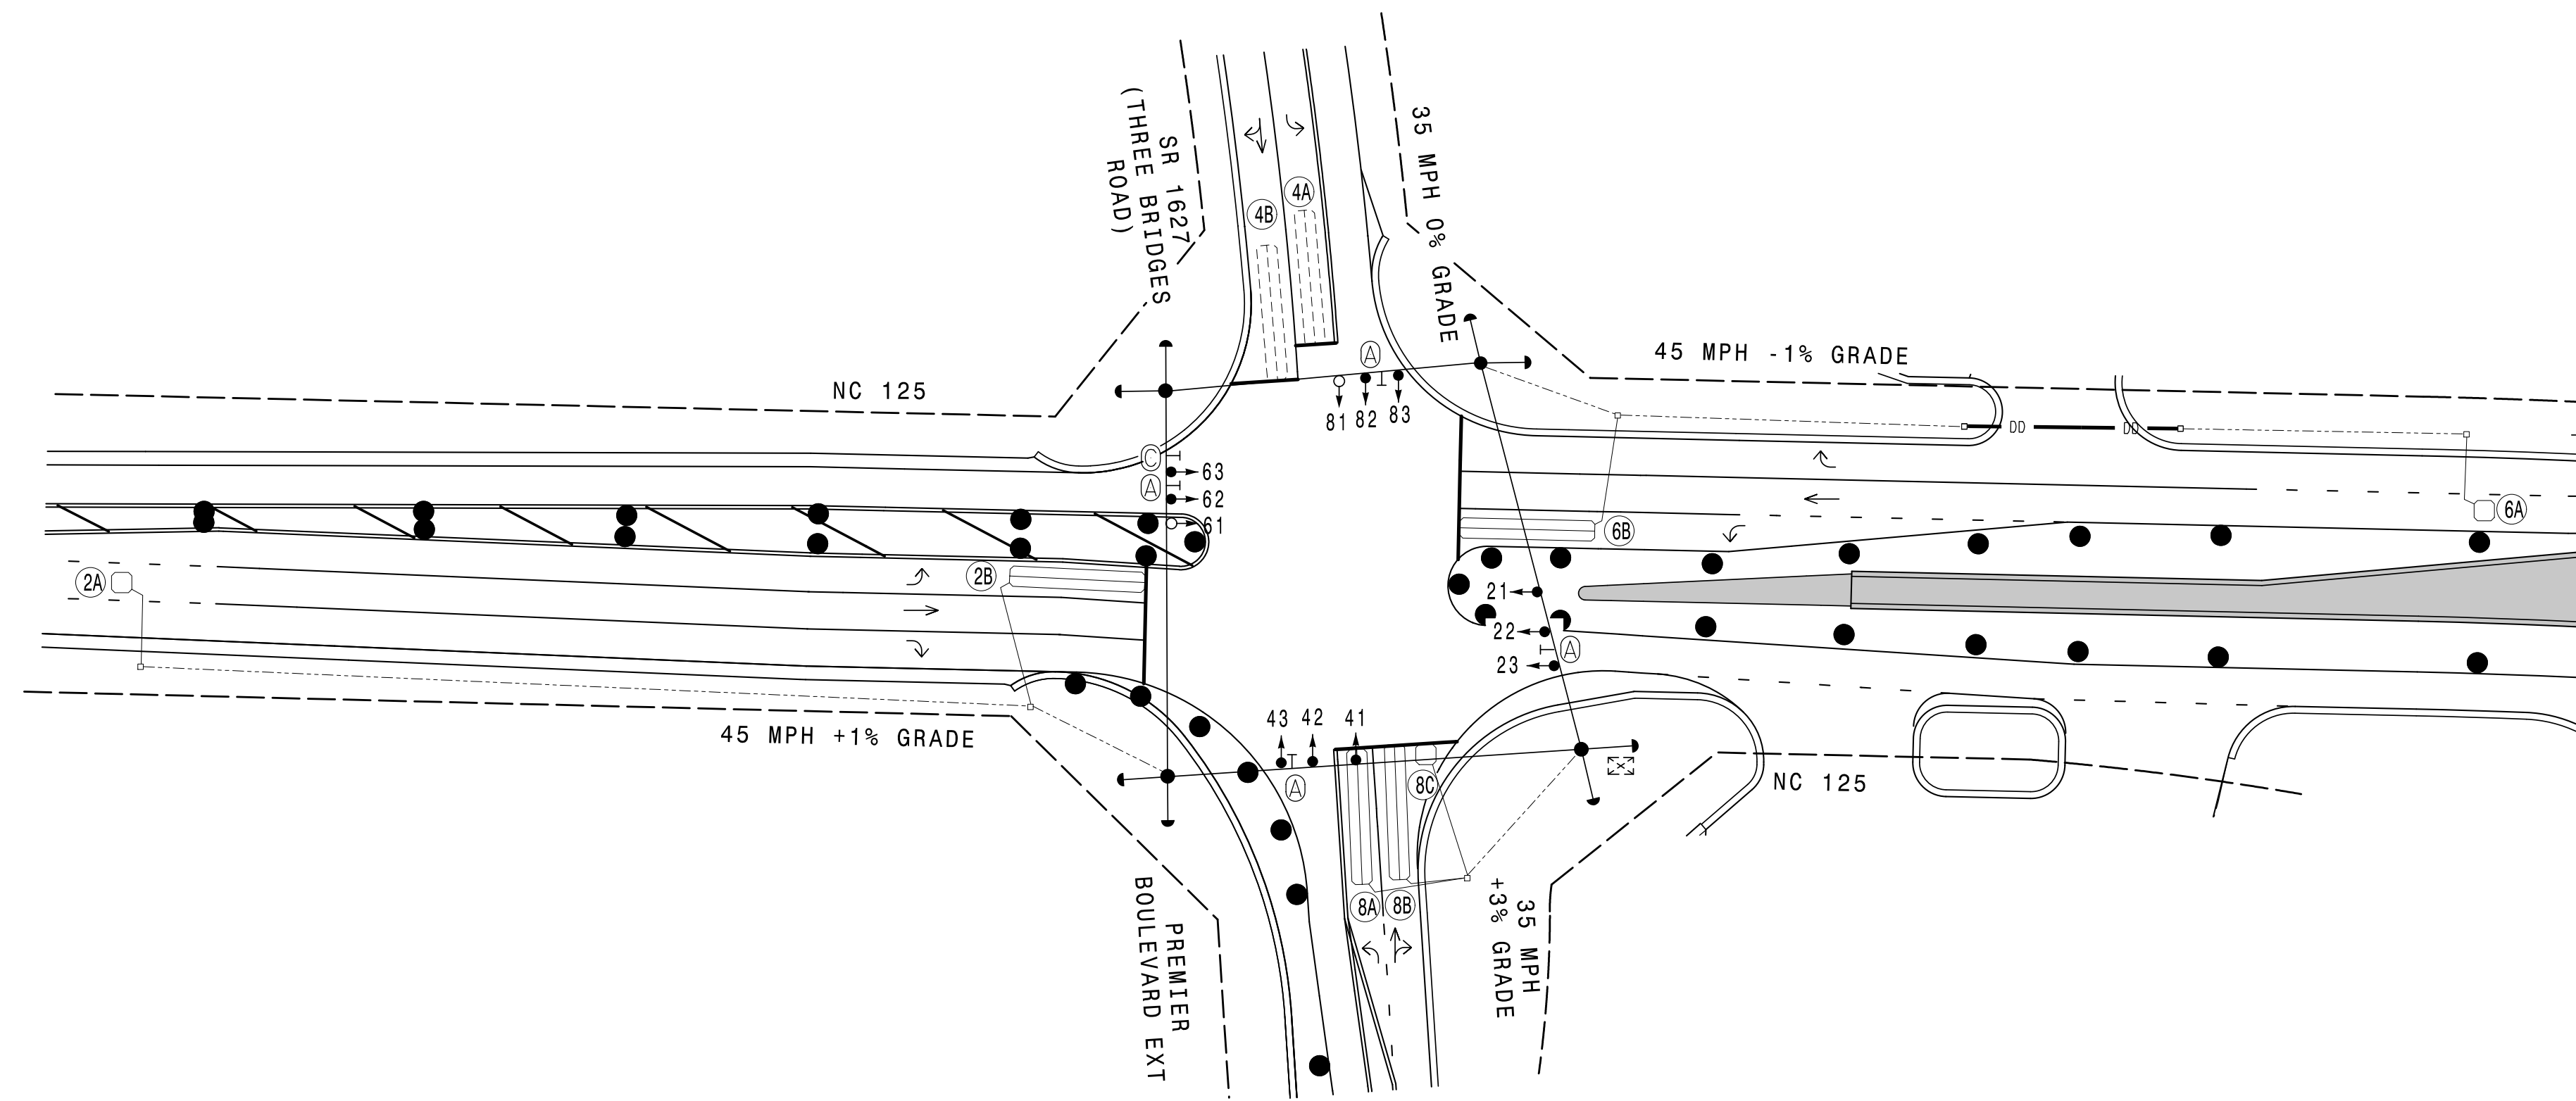 SR 1627
(THREE BRIDGES
ROAD)
35 MPH 0% GRADE
4B
4A
NC 125
45 MPH -1% GRADE
A
81
82
83
C
63
A
62
61
DD
DD
6A
6B
2A
2B
21
22
A
23
45 MPH +1% GRADE
43
42
41
A
8C
NC 125
8A
8B
PREMIER
BOULEVARD EXT
35 MPH
+3% GRADE